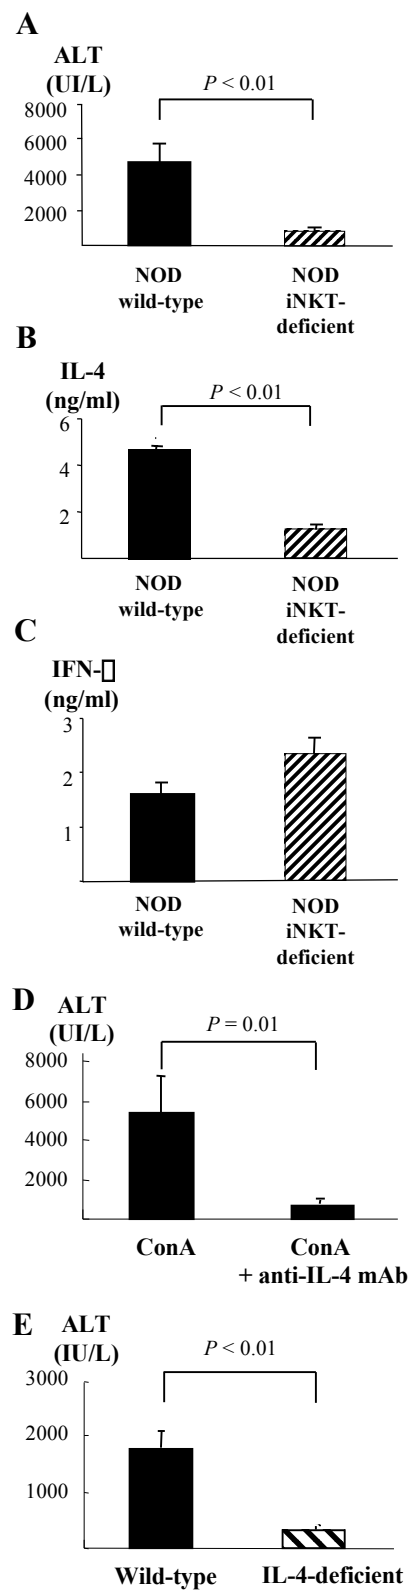 A
ALT
(UI/L)
P < 0.01
8000
6000
4000
2000
NOD
wild-type
NOD
iNKT-
deficient
B
IL-4
(ng/ml)
P < 0.01
6
4
2
NOD
wild-type
NOD
iNKT-
deficient
C
IFN-▯
(ng/ml)
3
2
1
NOD
wild-type
NOD
iNKT-
deficient
D
ALT
(UI/L)
P = 0.01
8000
6000
4000
2000
ConA
ConA
+ anti-IL-4 mAb
E
ALT
(IU/L)
P < 0.01
3000
2000
1000
Wild-type
IL-4-deficient